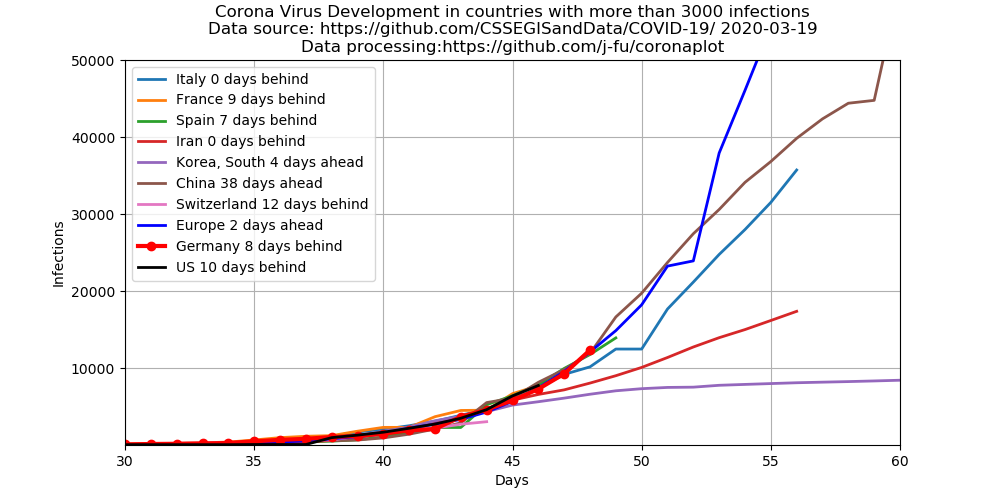 Corona Virus Development in countries with more than 3000 infections
Data source: https://github.com/CSSEGISandData/COVID-19/ 2020-03-19
Data processing:https://github.com/j-fu/coronaplot
50000
40000
30000
20000
10000
Infections
Italy 0 days behind
France 9 days behind
Spain 7 days behind
Iran 0 days behind
Korea, South 4 days ahead
China 38 days ahead
Switzerland 12 days behind
Europe 2 days ahead
Germany 8 days behind
US 10 days behind
30 35 40 45 50 55 60
Days